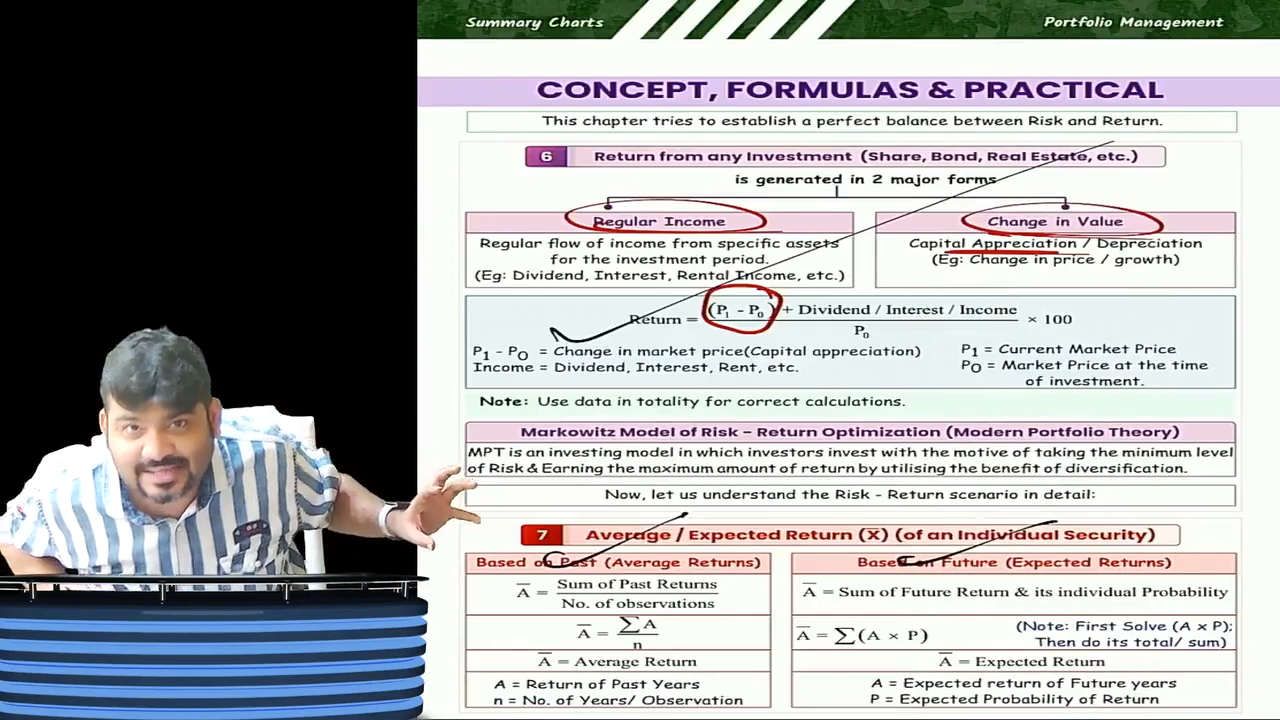 Summary Charts
Portfolio Management
CONCEPT, FORMULAS & PRACTICAL
This chapter tries to establish a perfect balance between Risk and Return.
6 Return from any Investment (Share, Bond, Real Estate, etc.)
is generated in 2 major forms
Regular Income
Regular flow of income from specific assets
for the investment period.
(Eg: Dividend, Interest, Rental Income, etc.)
Change in Value
Capital Appreciation / Depreciation
(Eg: Change in price / growth)
Return = (P₁ - P₀) + Dividend / Interest / Income
P₀
× 100
P₁ - P₀ = Change in market price(Capital appreciation)
Income = Dividend, Interest, Rent, etc.
P₁ = Current Market Price
P₀ = Market Price at the time
of investment.
Note: Use data in totality for correct calculations.
Markowitz Model of Risk – Return Optimization (Modern Portfolio Theory)
MPT is an investing model in which investors invest with the motive of taking the minimum level
of Risk & Earning the maximum amount of return by utilising the benefit of diversification.
Now, let us understand the Risk - Return scenario in detail:
7 Average / Expected Return (X̅) (of an Individual Security)
Based on Past (Average Returns)
A̅ = Sum of Past Returns
No. of observations
A̅ = ∑ A
n
A̅ = Average Return
A = Return of Past Years
n = No. of Years/ Observation
Based on Future (Expected Returns)
A̅ = Sum of Future Return & its individual Probability
A̅ = ∑(A × P)
(Note: First Solve (A x P);
Then do its total/ sum)
A̅ = Expected Return
A = Expected return of Future years
P = Expected Probability of Return